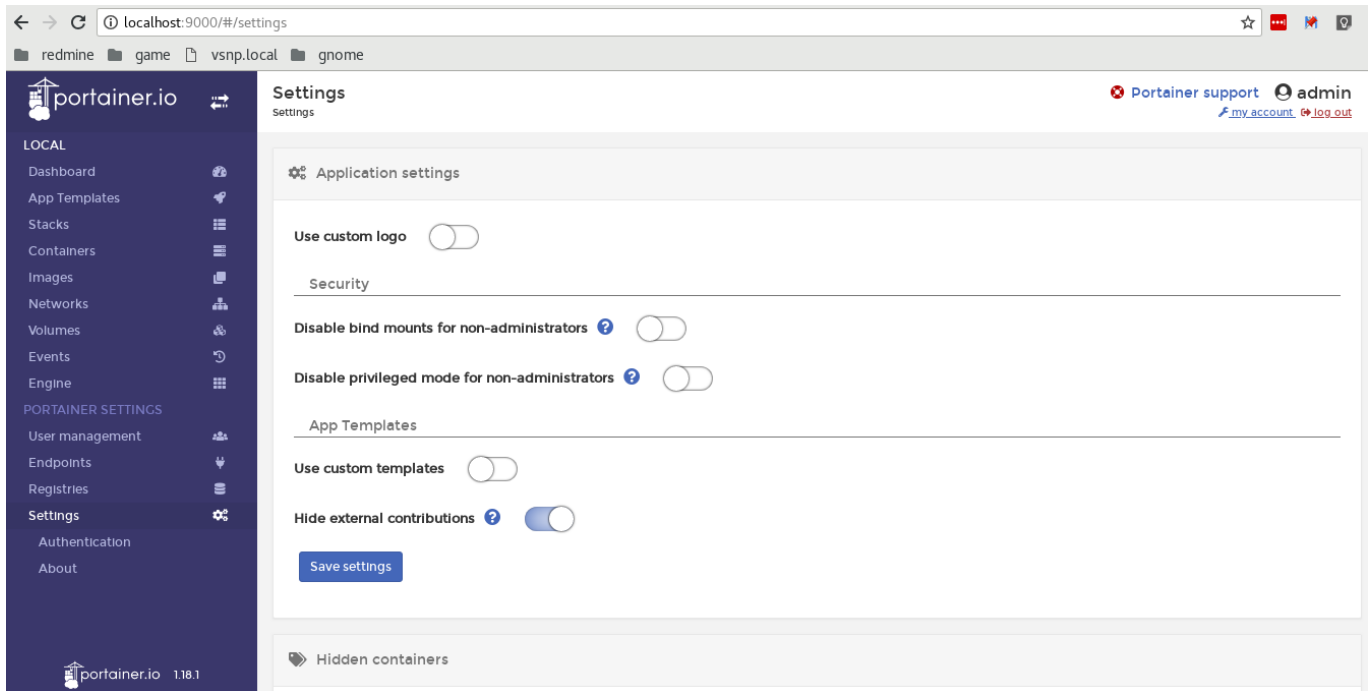 localhost:9000/#/settings
redmine game vsnp.local gnome
portainer.io
LOCAL
Dashboard
App Templates
Stacks
Containers
Images
Networks
Volumes
Events
Engine
PORTAINER SETTINGS
User management
Endpoints
Registries
Settings
Authentication
About
portainer.io 1.18.1
Settings
Settings
Portainer support admin
my account log out
Application settings
Use custom logo
Security
Disable bind mounts for non-administrators ?
Disable privileged mode for non-administrators ?
App Templates
Use custom templates
Hide external contributions ?
Save settings
Hidden containers